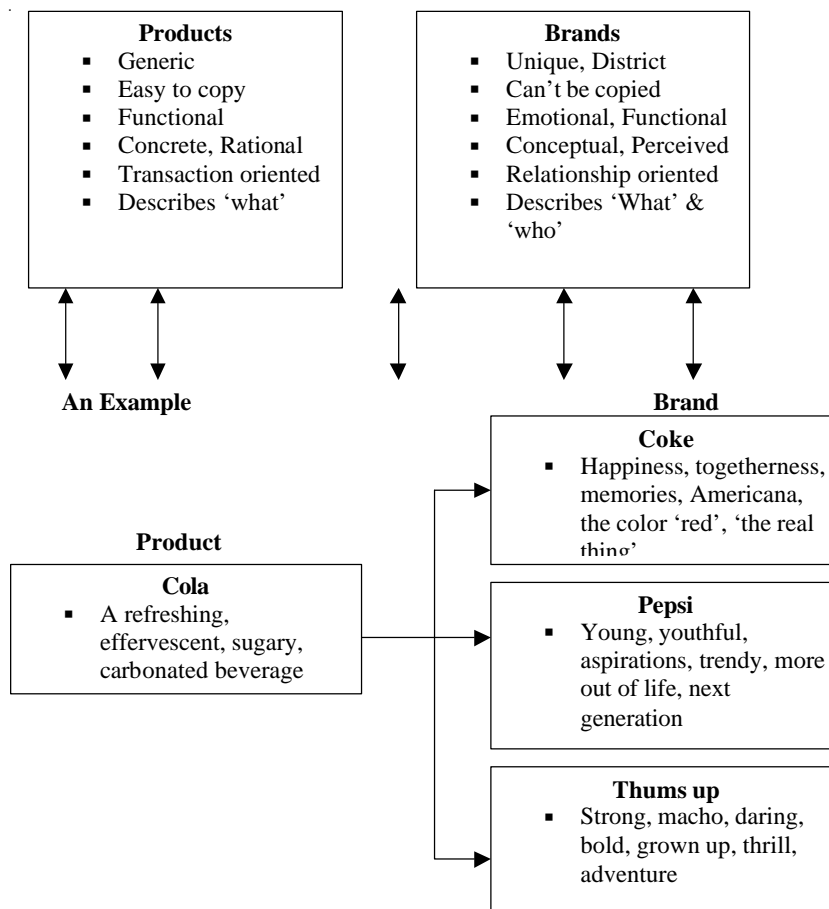 Products
▪ Generic
▪ Easy to copy
▪ Functional
▪ Concrete, Rational
▪ Transaction oriented
▪ Describes ‘what’
Brands
▪ Unique, District
▪ Can’t be copied
▪ Emotional, Functional
▪ Conceptual, Perceived
▪ Relationship oriented
▪ Describes ‘What’ &
‘who’
An Example
Brand
Coke
▪ Happiness, togetherness,
memories, Americana,
the color ‘red’, ‘the real
thing’
Product
Cola
▪ A refreshing,
effervescent, sugary,
carbonated beverage
Pepsi
▪ Young, youthful,
aspirations, trendy, more
out of life, next
generation
Thums up
▪ Strong, macho, daring,
bold, grown up, thrill,
adventure